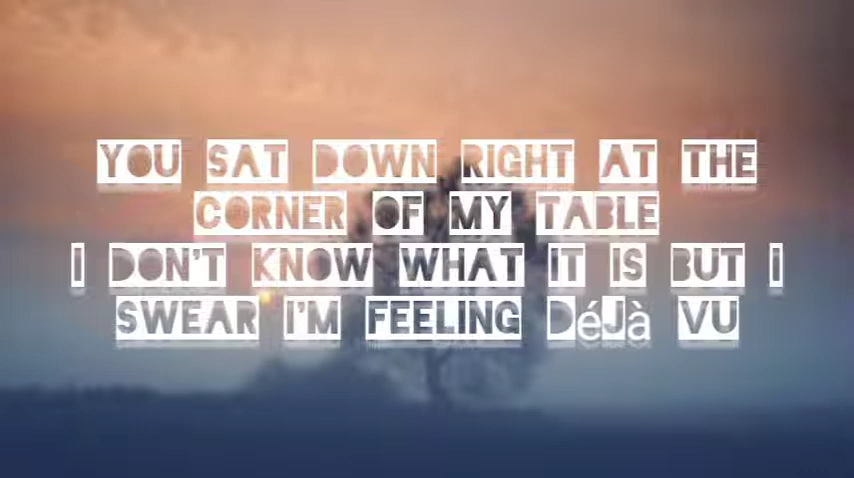 YOU SAT DOWN RIGHT AT THE
CORNER OF MY TABLE
I DON'T KNOW WHAT IT IS BUT I
SWEAR I'M FEELING DéJà VU